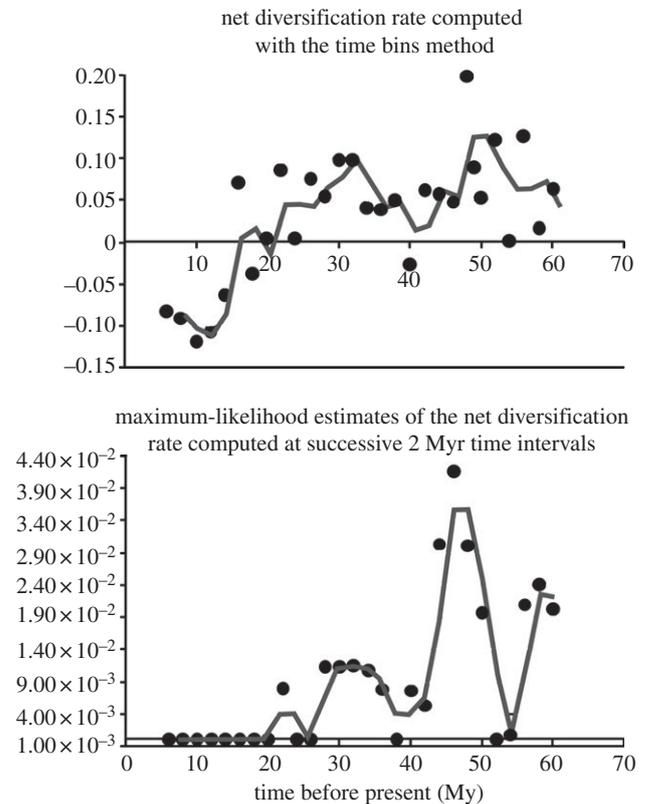 net diversification rate computed
with the time bins method
0.20
0.15
0.10
0.05
0
−0.05
−0.10
−0.15
10 20 30 40 50 60 70
maximum-likelihood estimates of the net diversification
rate computed at successive 2 Myr time intervals
4.40 × 10⁻²
3.90 × 10⁻²
3.40 × 10⁻²
2.90 × 10⁻²
2.40 × 10⁻²
1.90 × 10⁻²
1.40 × 10⁻²
9.00 × 10⁻³
4.00 × 10⁻³
1.00 × 10⁻³
0 10 20 30 40 50 60 70
time before present (My)